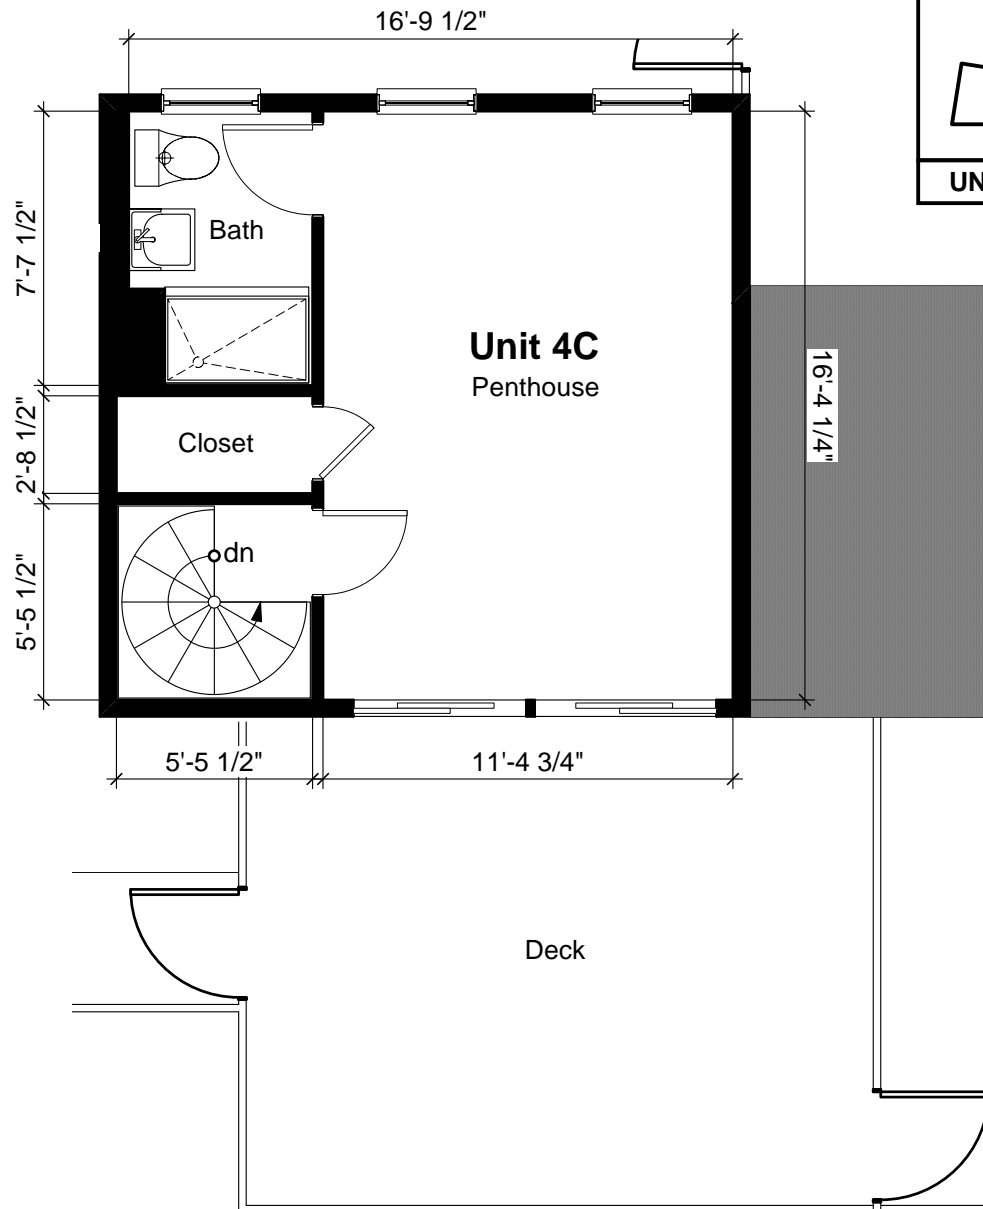 16'-9 1/2"
UN
7'-7 1/2"
Bath
Unit 4C
Penthouse
16'-4 1/4"
2'-8 1/2"
Closet
5'-5 1/2"
dn
5'-5 1/2"
11'-4 3/4"
Deck